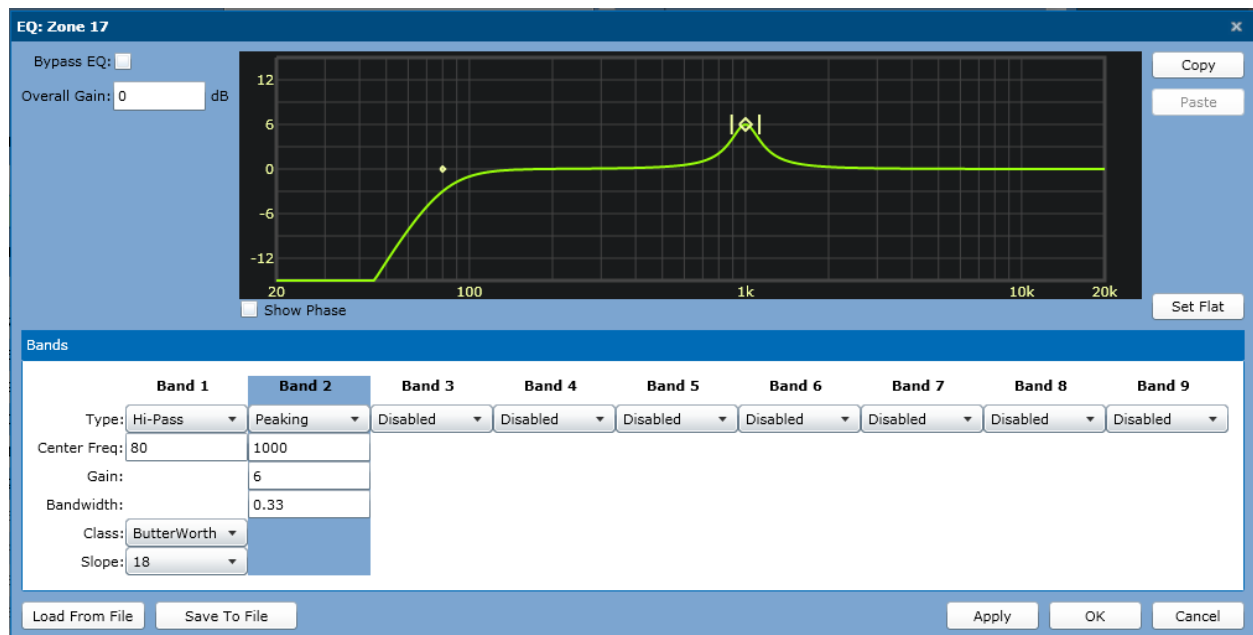 EQ: Zone 17
Bypass EQ:
Copy
Overall Gain: 0 dB
Paste
12
6
0
-6
-12
20 100 1k 10k 20k
Show Phase
Set Flat
Bands
Band 1 Band 2 Band 3 Band 4 Band 5 Band 6 Band 7 Band 8 Band 9
Type: Hi-Pass Peaking Disabled Disabled Disabled Disabled Disabled Disabled Disabled
Center Freq: 80 1000
Gain: 6
Bandwidth: 0.33
Class: ButterWorth
Slope: 18
Load From File Save To File Apply OK Cancel